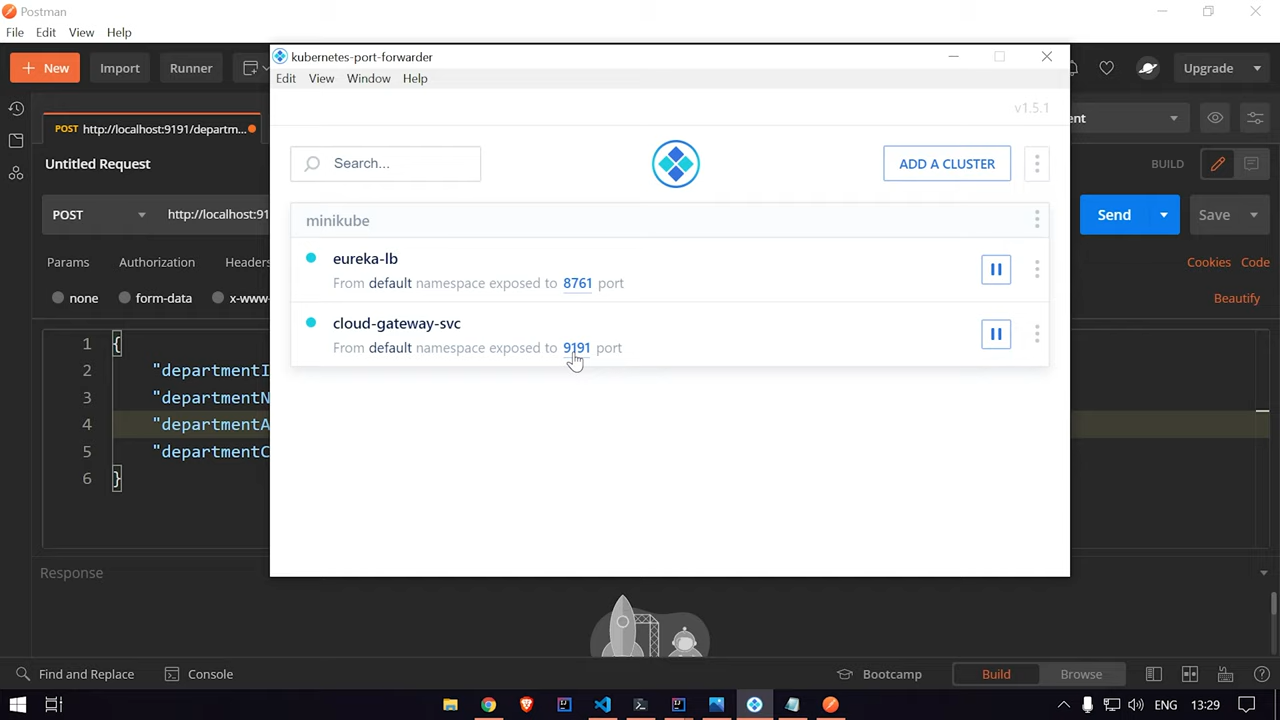 Postman
File Edit View Help
New Import Runner Upgrade
kubernetes-port-forwarder
Edit View Window Help
v1.5.1
POST http://localhost:9191/departm...
Untitled Request
Search...
ADD A CLUSTER
BUILD
POST http://localhost:91 Send Save
minikube
Params Authorization Headers Cookies Code
eureka-lb
From default namespace exposed to 8761 port
none form-data x-www- Beautify
cloud-gateway-svc
From default namespace exposed to 9191 port
1 {
2 "departmentI
3 "departmentN
4 "departmentA
5 "departmentC
6 }
Response
Find and Replace Console Bootcamp Build Browse
ENG 13:29